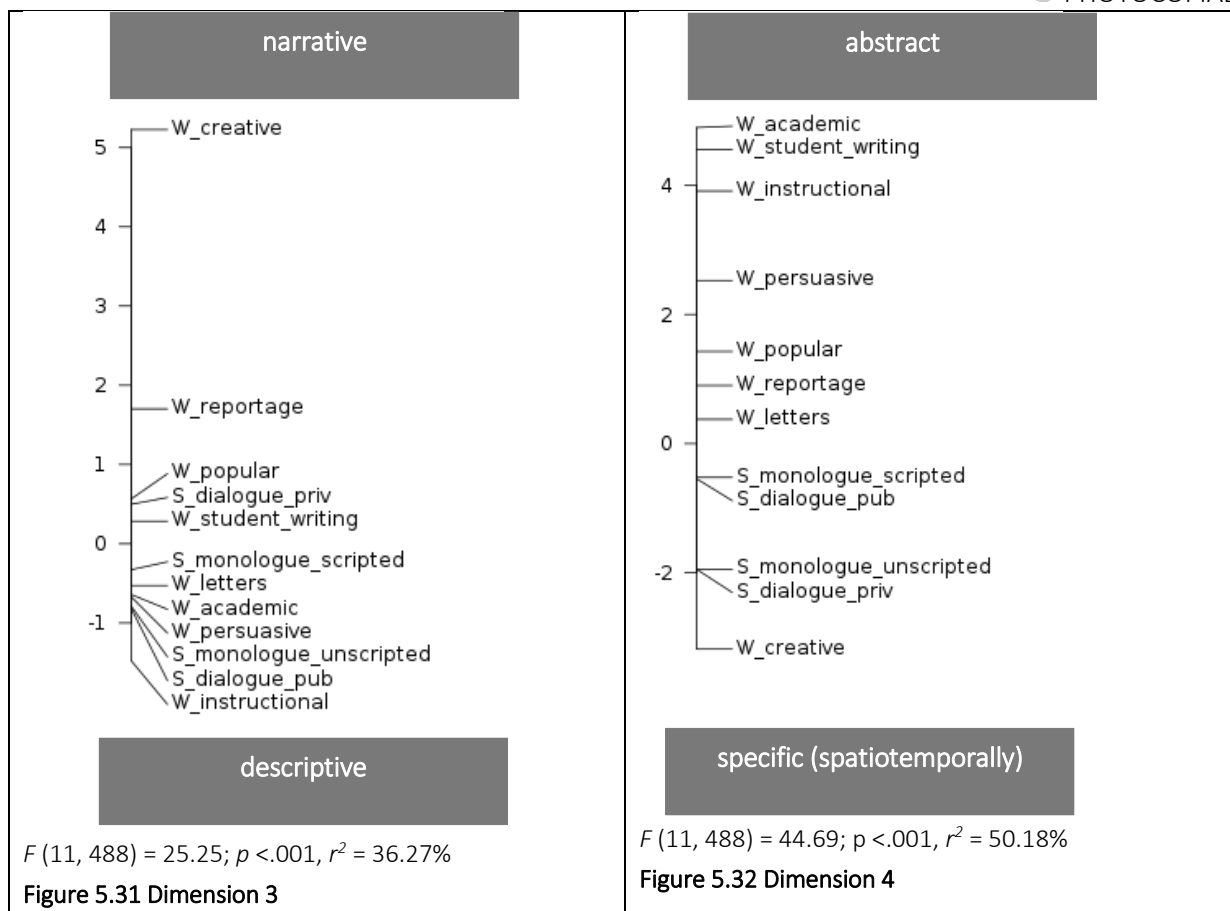 narrative
5
4
3
2
1
0
-1
W_creative
W_reportage
W_popular
S_dialogue_priv
W_student_writing
S_monologue_scripted
W_letters
W_academic
W_persuasive
S_monologue_unscripted
S_dialogue_pub
W_instructional
descriptive
F (11, 488) = 25.25; p <.001, r² = 36.27%
Figure 5.31 Dimension 3
abstract
4
2
0
-2
W_academic
W_student_writing
W_instructional
W_persuasive
W_popular
W_reportage
W_letters
S_monologue_scripted
S_dialogue_pub
S_monologue_unscripted
S_dialogue_priv
W_creative
specific (spatiotemporally)
F (11, 488) = 44.69; p <.001, r² = 50.18%
Figure 5.32 Dimension 4